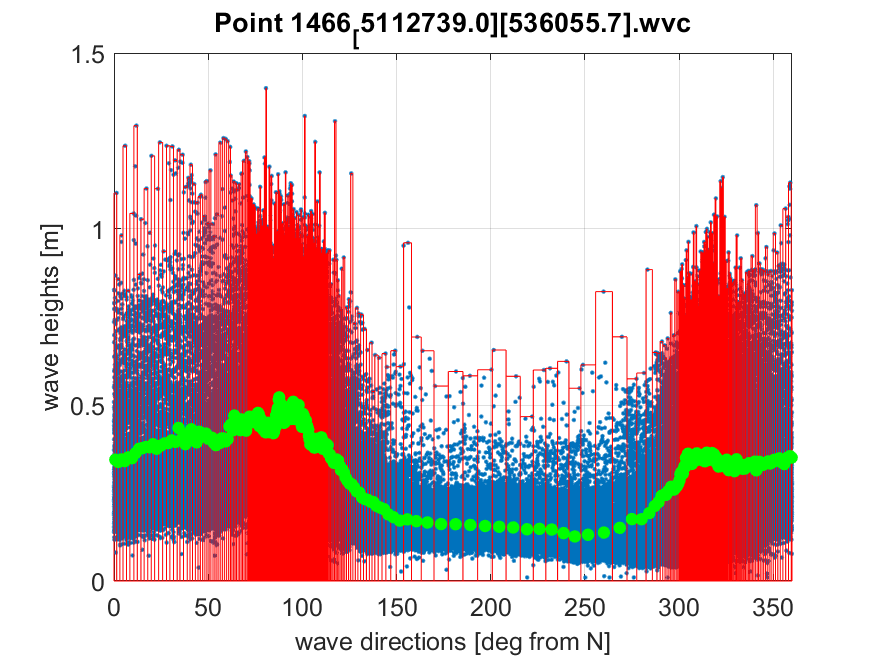 Point 1466[5112739.0][536055.7].wvc
1.5
1
0.5
0
wave heights [m]
0 50 100 150 200 250 300 350
wave directions [deg from N]